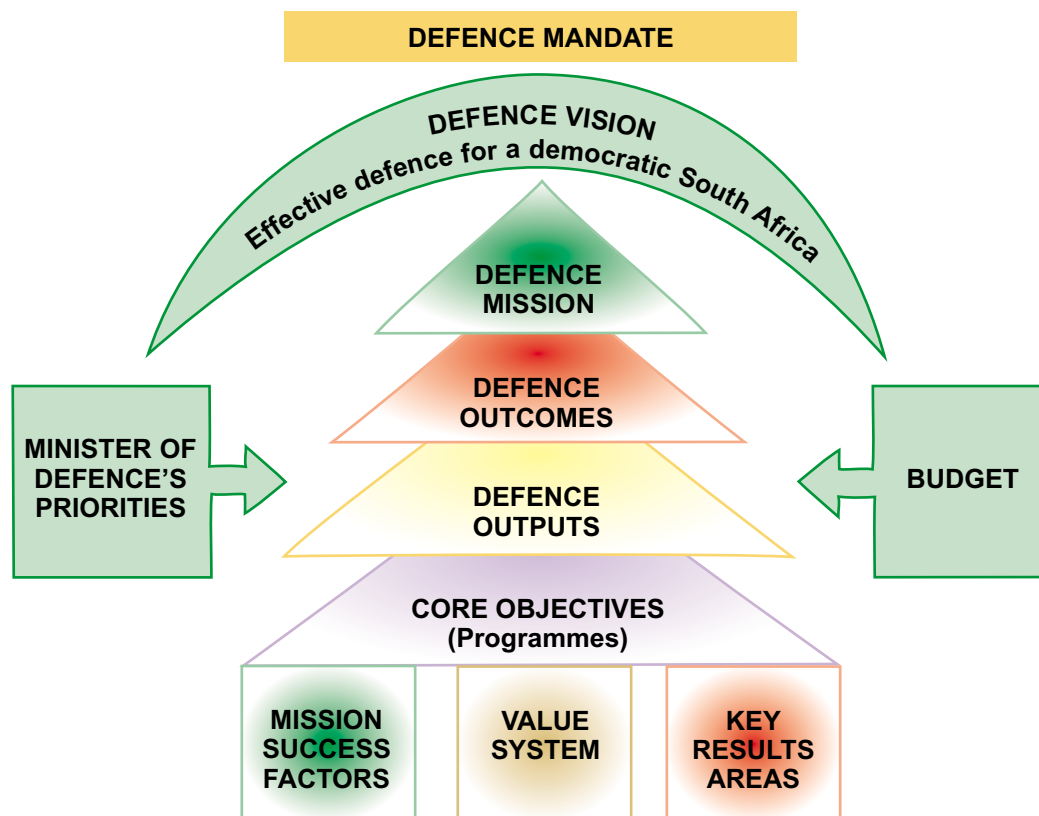 DEFENCE MANDATE
DEFENCE VISION
Effective defence for a democratic South Africa
DEFENCE
MISSION
DEFENCE
OUTCOMES
MINISTER OF
DEFENCE'S
PRIORITIES
BUDGET
DEFENCE
OUTPUTS
CORE OBJECTIVES
(Programmes)
MISSION
SUCCESS
FACTORS
VALUE
SYSTEM
KEY
RESULTS
AREAS